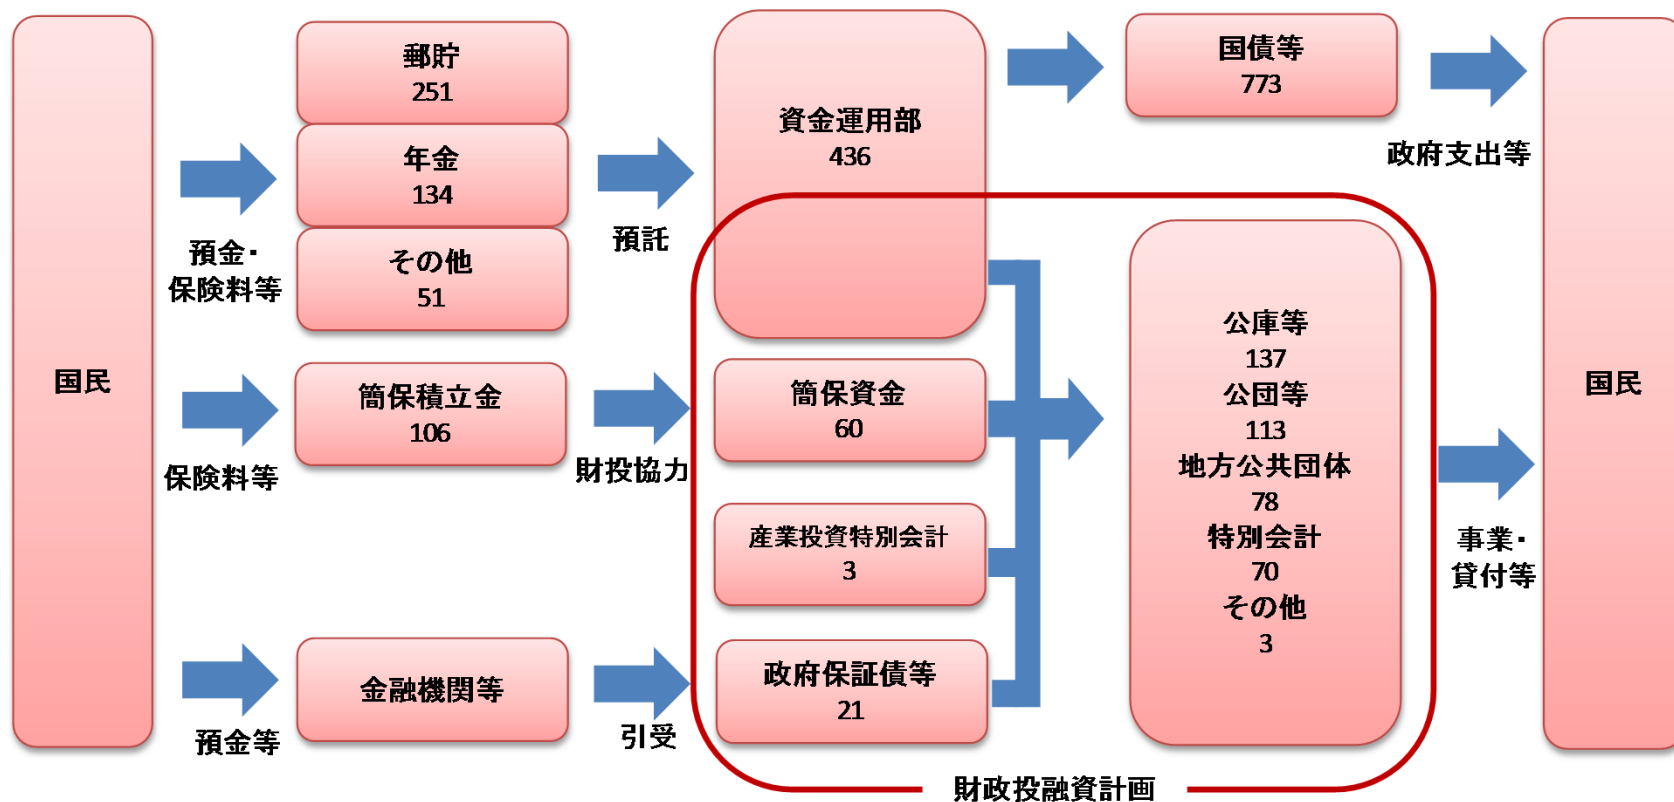 国民
預金・
保険料等
保険料等
預金等
郵貯
251
年金
134
その他
51
簡保積立金
106
金融機関等
預託
財投協力
引受
資金運用部
436
簡保資金
60
産業投資特別会計
3
政府保証債等
21
国債等
773
公庫等
137
公団等
113
地方公共団体
78
特別会計
70
その他
3
財政投融資計画
政府支出等
事業・
貸付等
国民